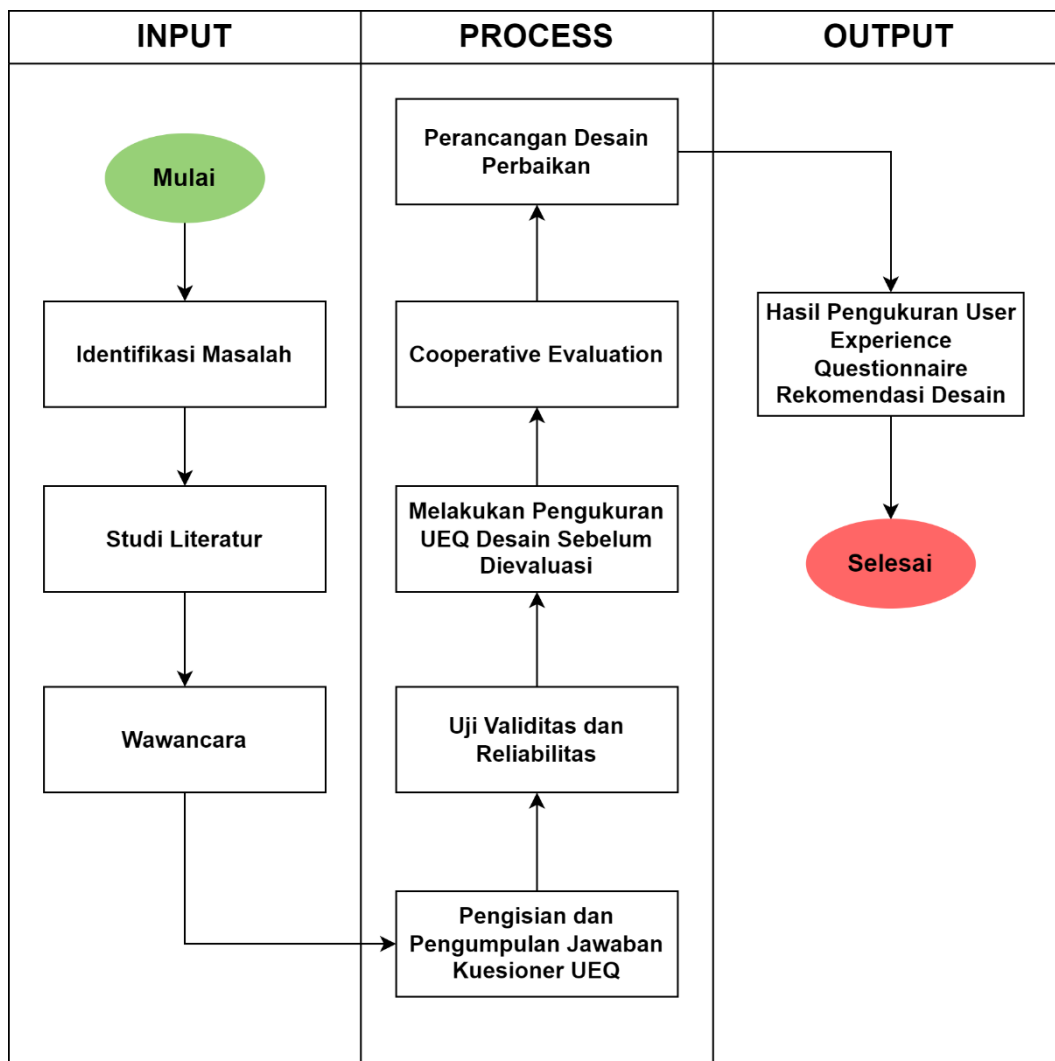 INPUT
PROCESS
OUTPUT
Mulai
Identifikasi Masalah
Studi Literatur
Wawancara
Perancangan Desain
Perbaikan
Cooperative Evaluation
Melakukan Pengukuran
UEQ Desain Sebelum
Dievaluasi
Uji Validitas dan
Reliabilitas
Pengisian dan
Pengumpulan Jawaban
Kuesioner UEQ
Hasil Pengukuran User
Experience
Questionnaire
Rekomendasi Desain
Selesai